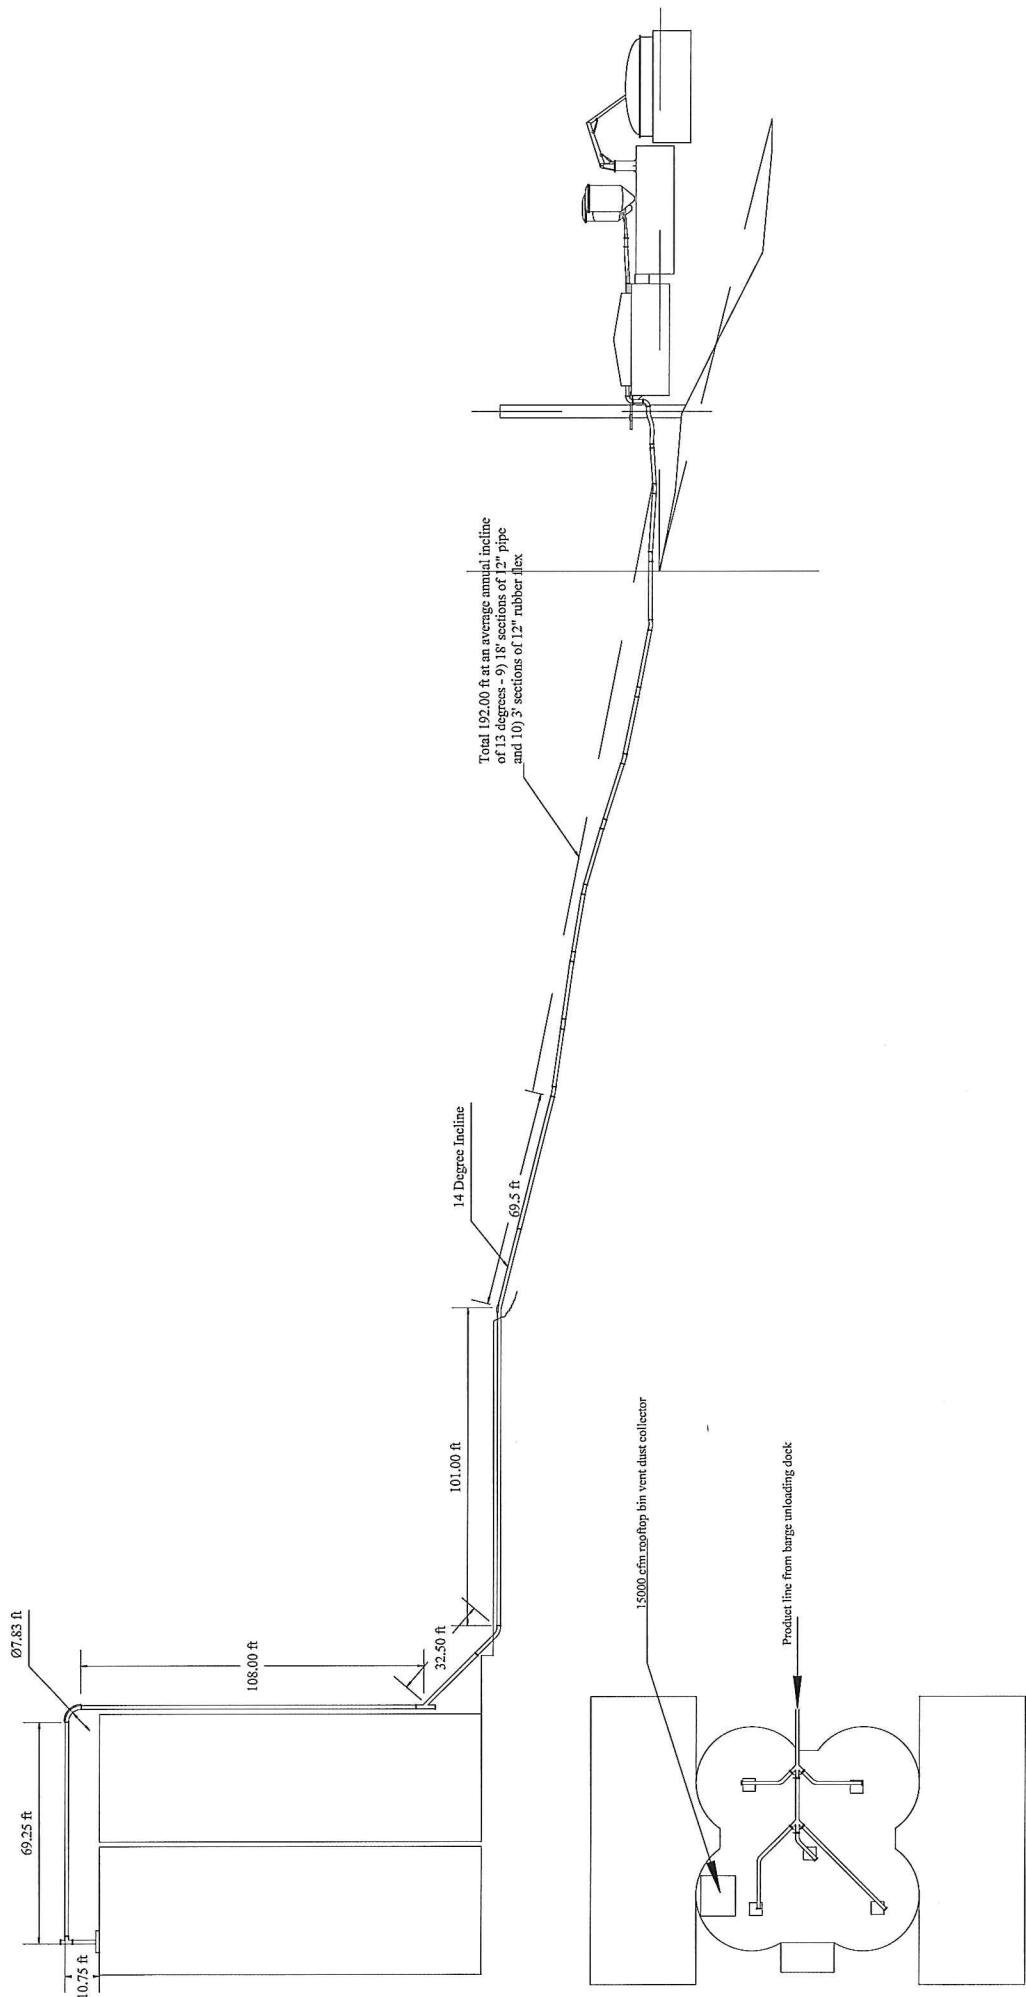 Total 192.00 ft at an average annual incline
of 13 degrees - 9) 18' sections of 12" pipe
and 10) 3' sections of 12" rubber flex
14 Degree Incline
69.5 ft
101.00 ft
32.50 ft
Ø7.83 ft
108.00 ft
69.25 ft
10.75 ft
15000 cfm rooftop bin vent dust collector
Product line from barge unloading dock